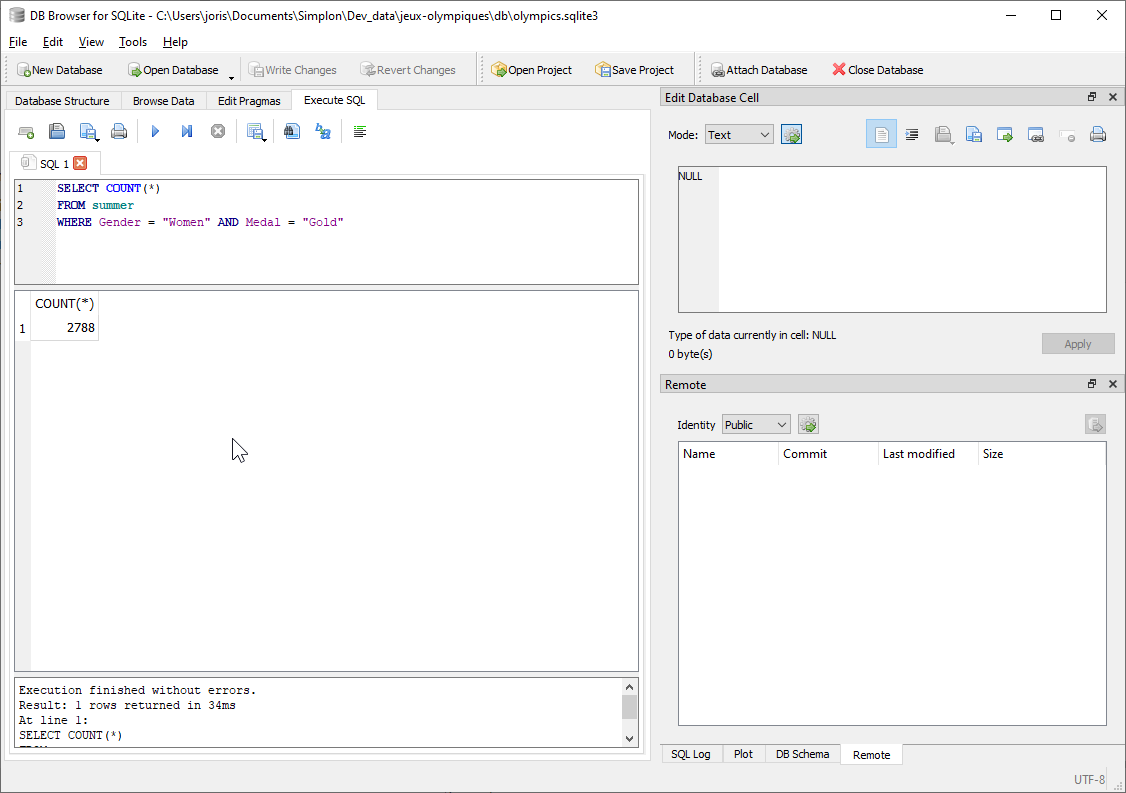 DB Browser for SQLite - C:\Users\joris\Documents\Simplon\Dev_data\jeux-olympiques\db\olympics.sqlite3
File Edit View Tools Help
New Database Open Database Write Changes Revert Changes Open Project Save Project Attach Database Close Database
Database Structure Browse Data Edit Pragmas Execute SQL
SQL 1
1 SELECT COUNT(*)
2 FROM summer
3 WHERE Gender = "Women" AND Medal = "Gold"
COUNT(*)
1 2788
Execution finished without errors.
Result: 1 rows returned in 34ms
At line 1:
SELECT COUNT(*)
Edit Database Cell
Mode: Text
NULL
Type of data currently in cell: NULL
0 byte(s)
Apply
Remote
Identity Public
Name Commit Last modified Size
SQL Log Plot DB Schema Remote
UTF-8